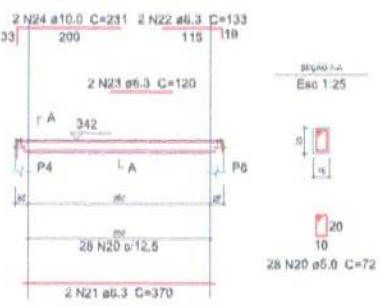 2 N24 ø10.0 C=231
2 N22 ø6.3 C=133
33
200
115
19
2 N23 ø6.3 C=120
SEÇÃO A-A
Esc 1:25
A
342
P4
A
P6
20
10
28 N20 c/12.5
28 N20 ø5.0 C=72
2 N21 ø6.3 C=370